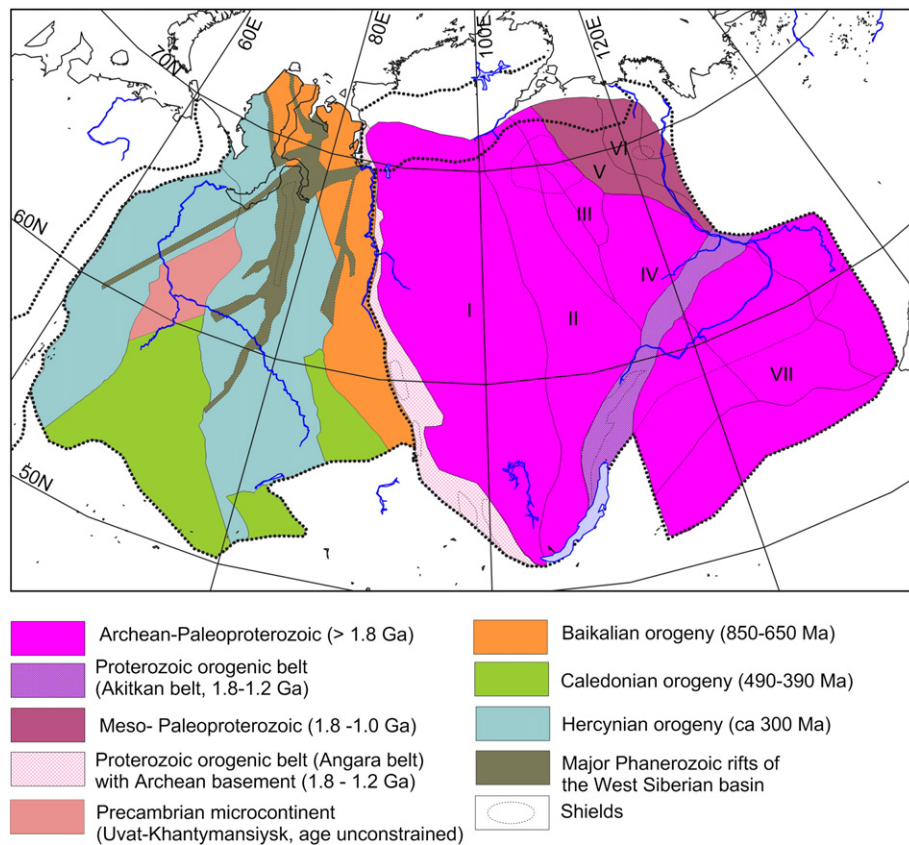 60E
80E
100E
120E
70N
60N
50N
I
II
III
IV
V
VI
VII
Archean-Paleoproterozoic (> 1.8 Ga)
Proterozoic orogenic belt
(Akitkan belt, 1.8-1.2 Ga)
Meso- Paleoproterozoic (1.8 -1.0 Ga)
Proterozoic orogenic belt (Angara belt)
with Archean basement (1.8 - 1.2 Ga)
Precambrian microcontinent
(Uvat-Khantymansiysk, age unconstrained)
Baikalian orogeny (850-650 Ma)
Caledonian orogeny (490-390 Ma)
Hercynian orogeny (ca 300 Ma)
Major Phanerozoic rifts of
the West Siberian basin
Shields